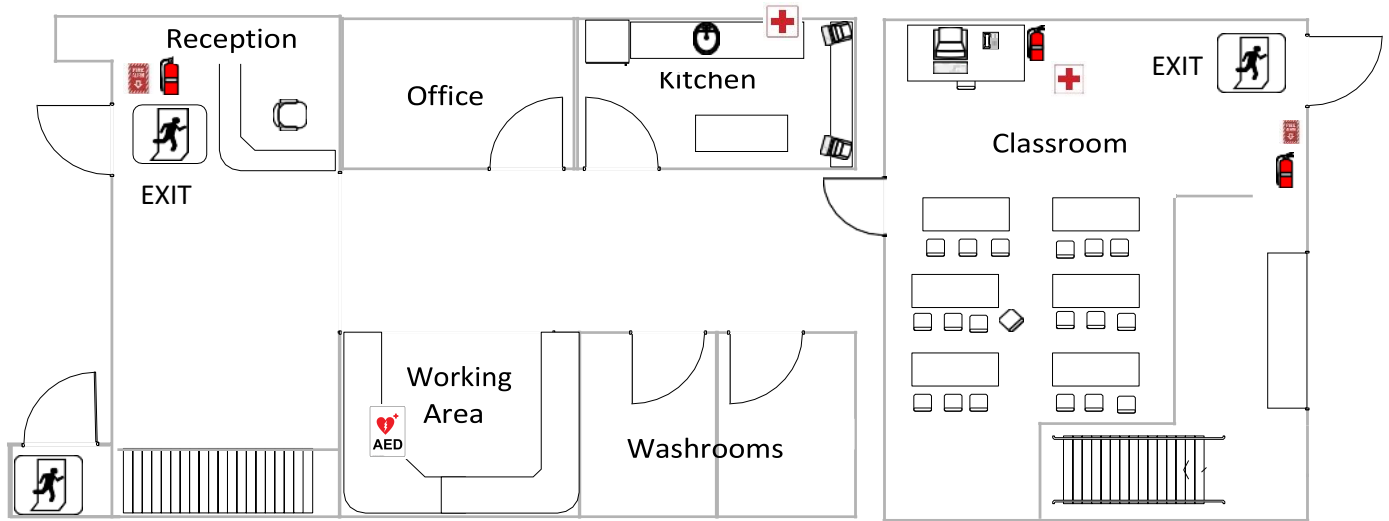 Reception
Office
Kitchen
EXIT
Classroom
EXIT
Working
Area
AED
Washrooms